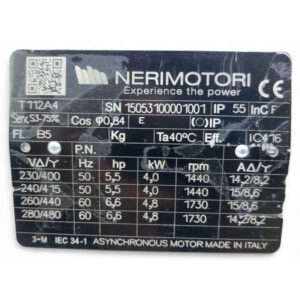 NERIMOTORI
Experience the power
CE
T112A4 SN 15053100001001 IP 55 InC F
Serv. S3-75% Cos φ0,84 E IP
FL B5 Kg Ta40°C Eff. IC416
P.N.
V∆/Y Hz hp kW rpm A∆/Y
230/400 50 5,5 4,0 1440 14,2/8,2
240/415 50 5,5 4,0 1440 15/8,6
260/440 60 6,6 4,8 1730 15/8,6
280/480 60 6,6 4,8 1730 14,2/8,2
3~M IEC 34-1 ASYNCHRONOUS MOTOR MADE IN ITALY